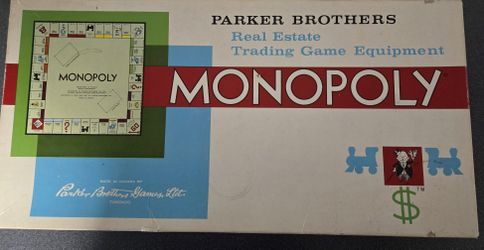 PARKER BROTHERS
Real Estate
Trading Game Equipment
MONOPOLY
MONOPOLY
MADE IN CANADA BY
Parker Brothers Games, Ltd.
TORONTO
$
TM